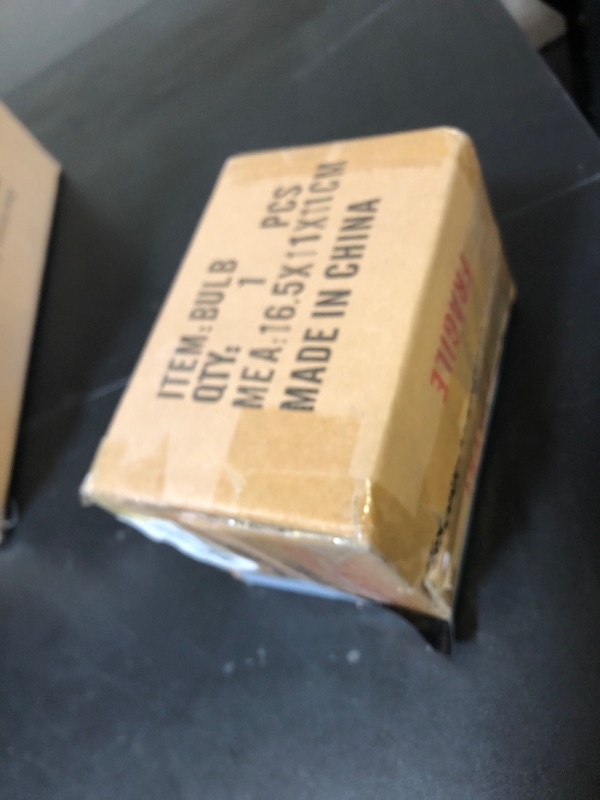 ITEM:BULB
QTY: 1 PCS
MEA:16.5X11X11CM
MADE IN CHINA
FRAGILE